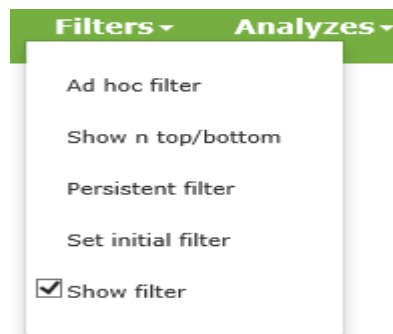 Filters Analyzes
Ad hoc filter
Show n top/bottom
Persistent filter
Set initial filter
Show filter